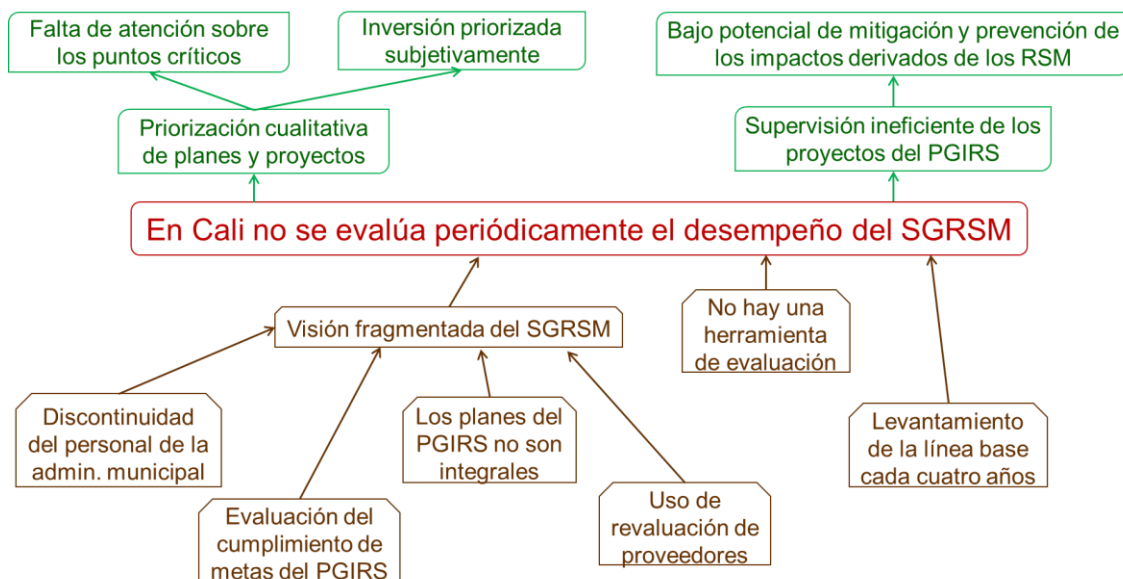 Falta de atención sobre
los puntos críticos
Inversión priorizada
subjetivamente
Bajo potencial de mitigación y prevención de
los impactos derivados de los RSM
Priorización cualitativa
de planes y proyectos
Supervisión ineficiente de los
proyectos del PGIRS
En Cali no se evalúa periódicamente el desempeño del SGRSM
Visión fragmentada del SGRSM
No hay una
herramienta
de evaluación
Discontinuidad
del personal de la
admin. municipal
Los planes del
PGIRS no son
integrales
Levantamiento
de la línea base
cada cuatro años
Evaluación del
cumplimiento de
metas del PGIRS
Uso de
revaluación de
proveedores